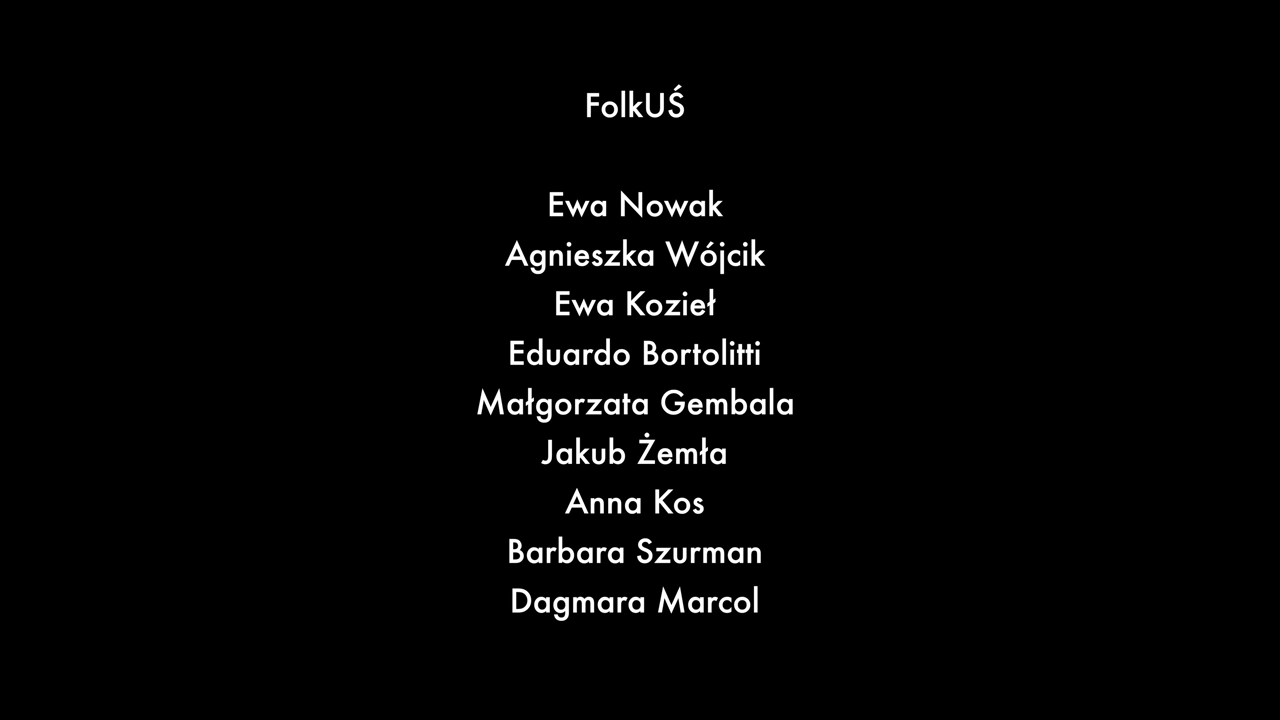 FolkUŚ
Ewa Nowak
Agnieszka Wójcik
Ewa Kozieł
Eduardo Bortolitti
Małgorzata Gembala
Jakub Żemła
Anna Kos
Barbara Szurman
Dagmara Marcol